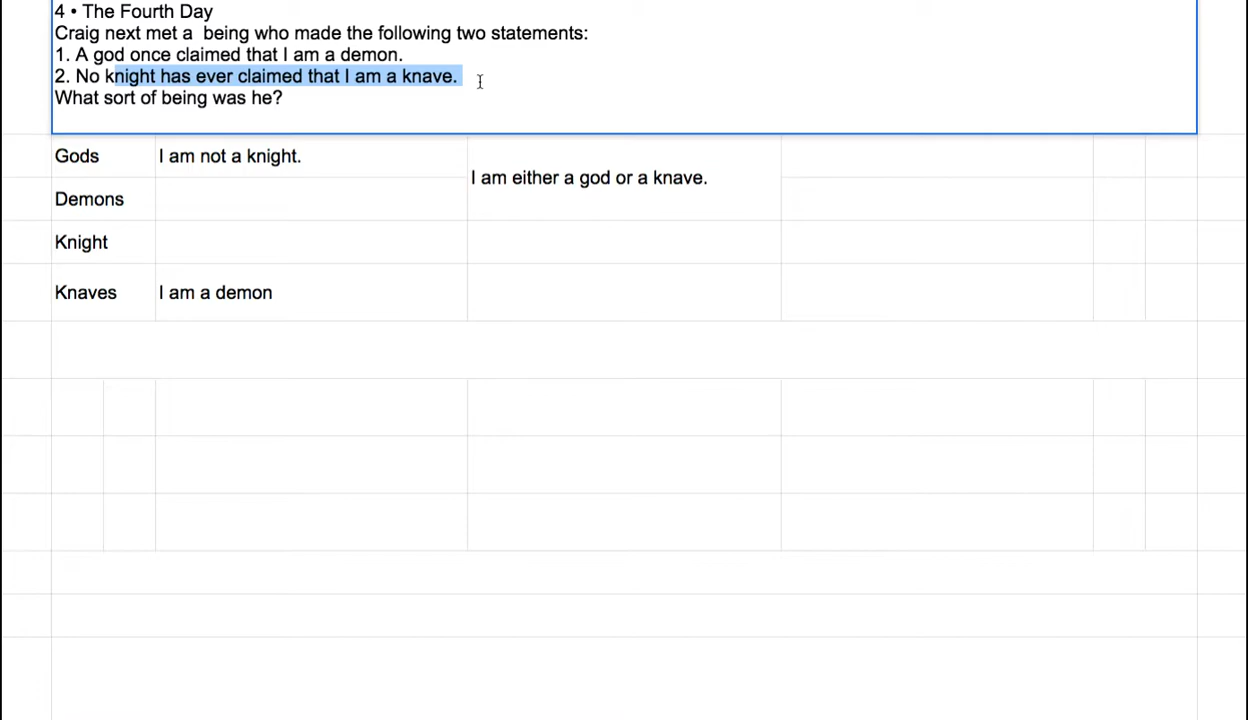 4 • The Fourth Day
Craig next met a  being who made the following two statements:
1. A god once claimed that I am a demon.
2. No knight has ever claimed that I am a knave.
What sort of being was he?
Gods
I am not a knight.
I am either a god or a knave.
Demons
Knight
Knaves
I am a demon